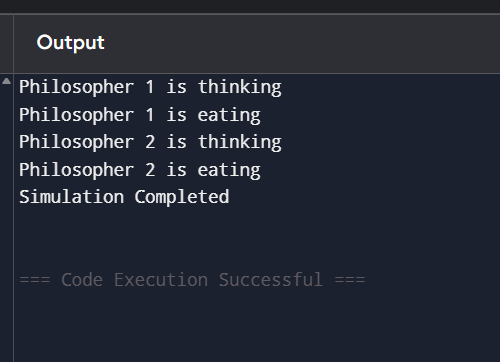 Output
Philosopher 1 is thinking
Philosopher 1 is eating
Philosopher 2 is thinking
Philosopher 2 is eating
Simulation Completed
=== Code Execution Successful ===